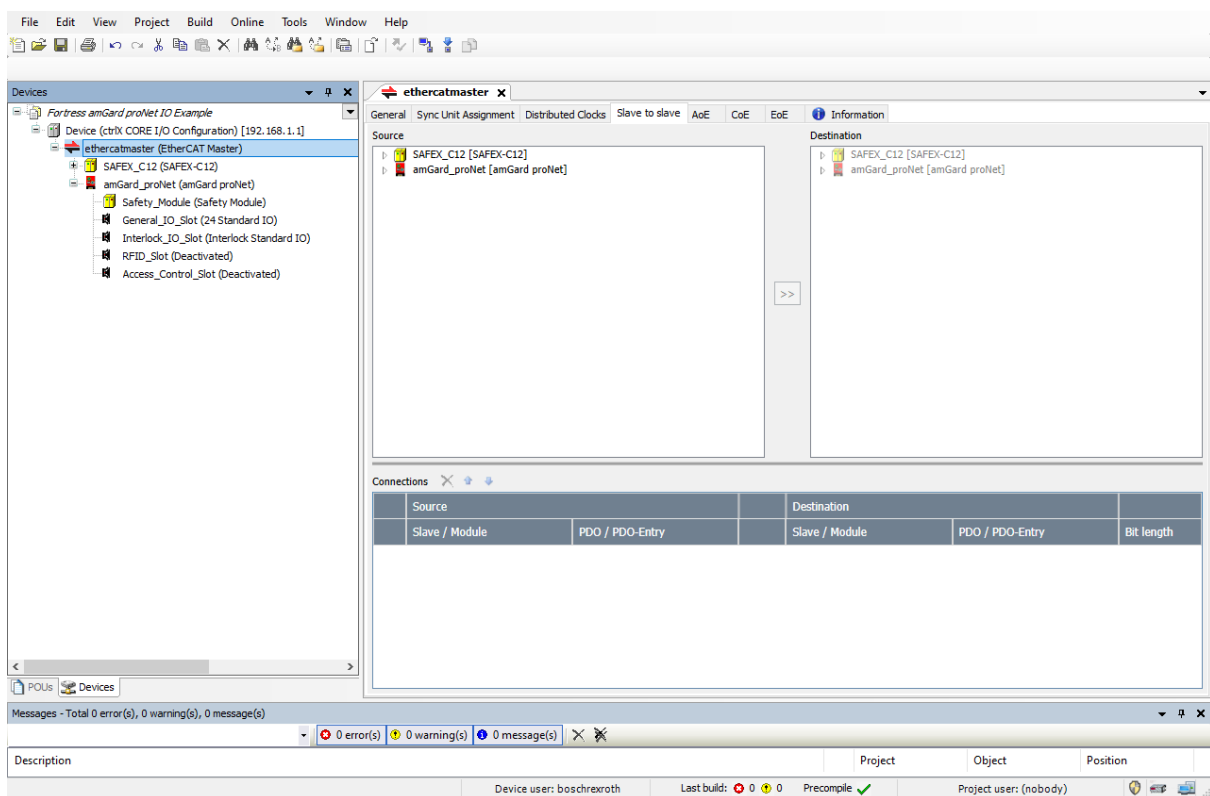 File Edit View Project Build Online Tools Window Help
Devices
Fortress amGard proNet IO Example
Device (ctrlX CORE I/O Configuration) [192.168.1.1]
ethercatmaster (EtherCAT Master)
SAFEX_C12 (SAFEX-C12)
amGard_proNet (amGard proNet)
Safety_Module (Safety Module)
General_IO_Slot (24 Standard IO)
Interlock_IO_Slot (Interlock Standard IO)
RFID_Slot (Deactivated)
Access_Control_Slot (Deactivated)
POUs Devices
ethercatmaster
General Sync Unit Assignment Distributed Clocks Slave to slave AoE CoE EoE Information
Source Destination
SAFEX_C12 [SAFEX-C12] SAFEX_C12 [SAFEX-C12]
amGard_proNet [amGard proNet] amGard_proNet [amGard proNet]
>>
Connections
Source Destination
Slave / Module PDO / PDO-Entry Slave / Module PDO / PDO-Entry Bit length
Messages - Total 0 error(s), 0 warning(s), 0 message(s)
0 error(s) 0 warning(s) 0 message(s)
Description Project Object Position
Device user: boschrexroth Last build: 0 0 Precompile Project user: (nobody)